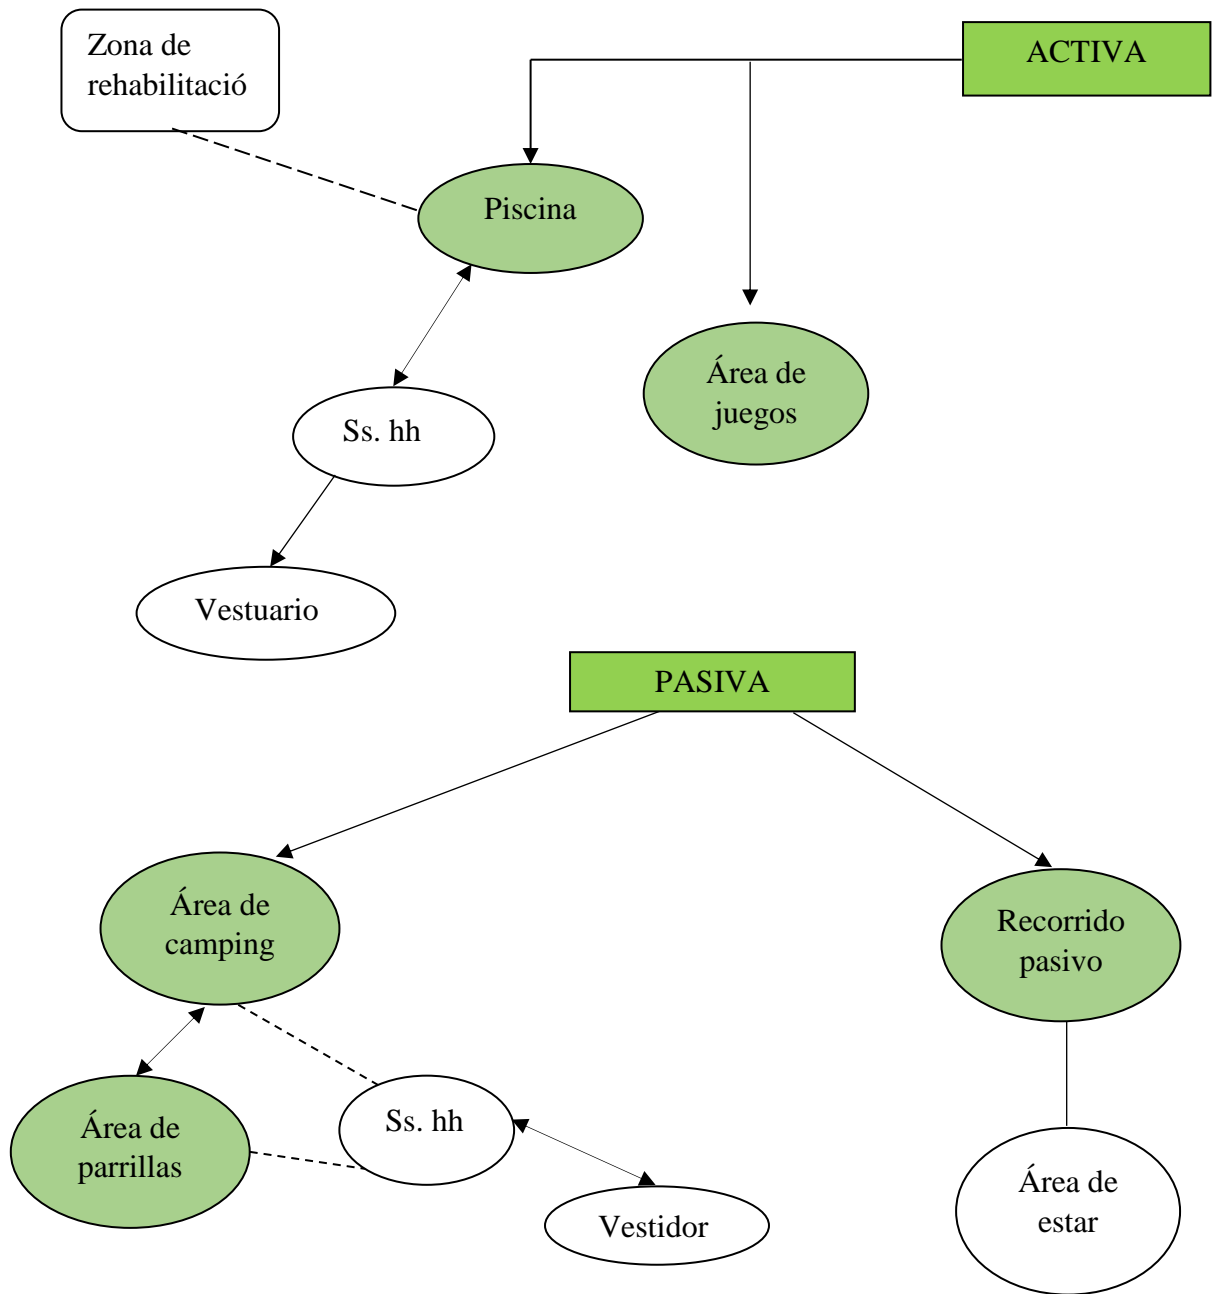 Zona de
rehabilitació
ACTIVA
Piscina
Área de
juegos
Ss. hh
Vestuario
PASIVA
Área de
camping
Recorrido
pasivo
Área de
parrillas
Ss. hh
Vestidor
Área de
estar